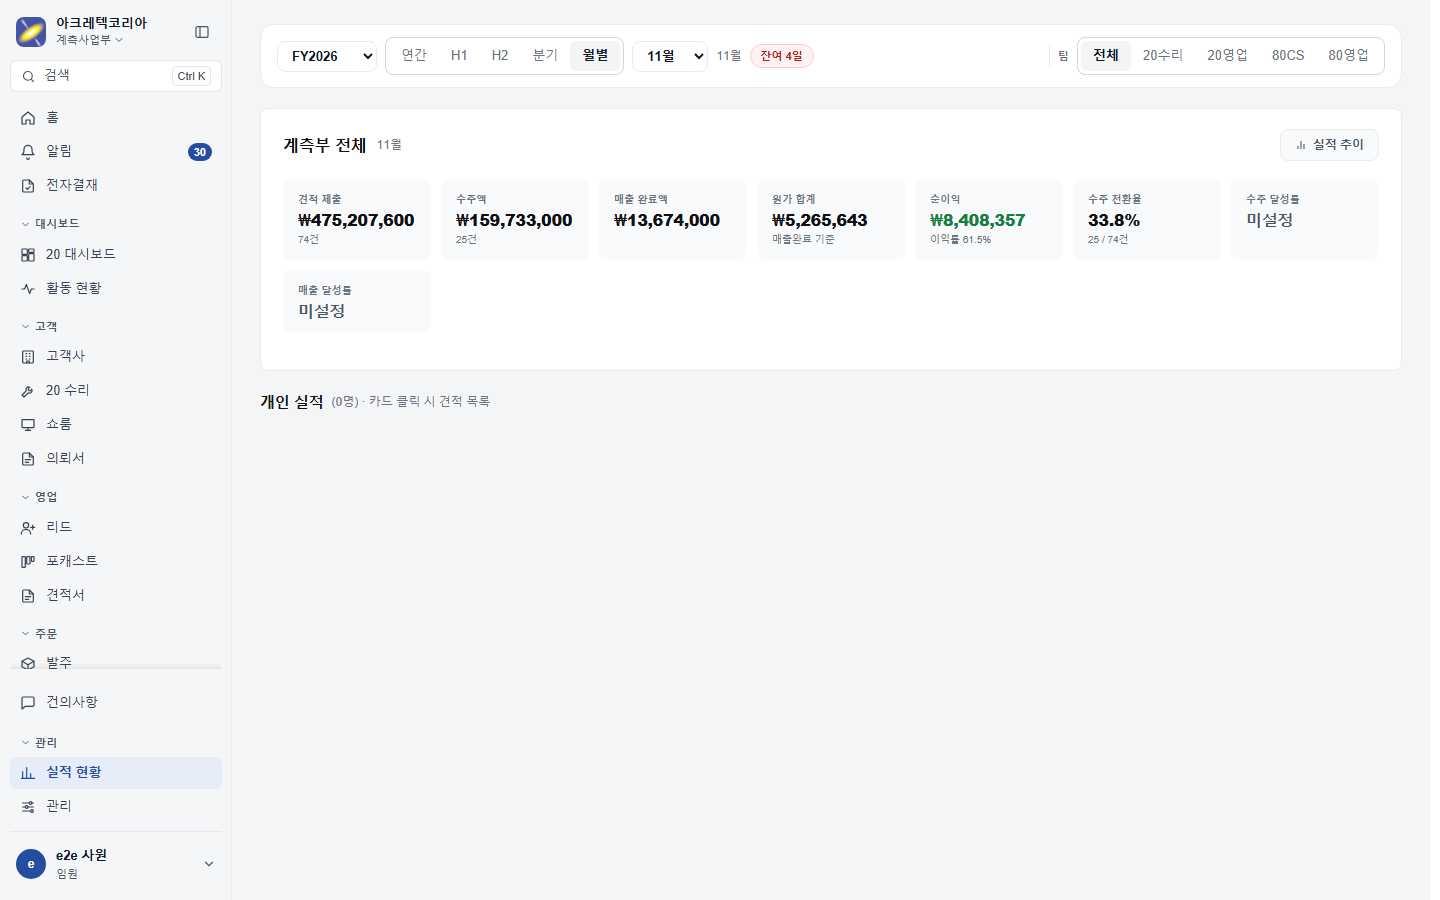 아크레텍코리아
계측사업부
검색
Ctrl K
홈
알림
30
전자결재
대시보드
20 대시보드
활동 현황
고객
고객사
20 수리
쇼룸
의뢰서
영업
리드
포캐스트
견적서
주문
발주
건의사항
관리
실적 현황
관리
e
e2e 사원
임원
FY2026
연간
H1
H2
분기
월별
11월
11월
잔여 4일
팀
전체
20수리
20영업
80CS
80영업
계측부 전체
11월
실적 추이
견적 제출
₩475,207,600
74건
수주액
₩159,733,000
25건
매출 완료액
₩13,674,000
원가 합계
₩5,265,643
매출완료 기준
순이익
₩8,408,357
이익률 61.5%
수주 전환율
33.8%
25 / 74건
수주 달성률
미설정
매출 달성률
미설정
개인 실적 (0명) · 카드 클릭 시 견적 목록